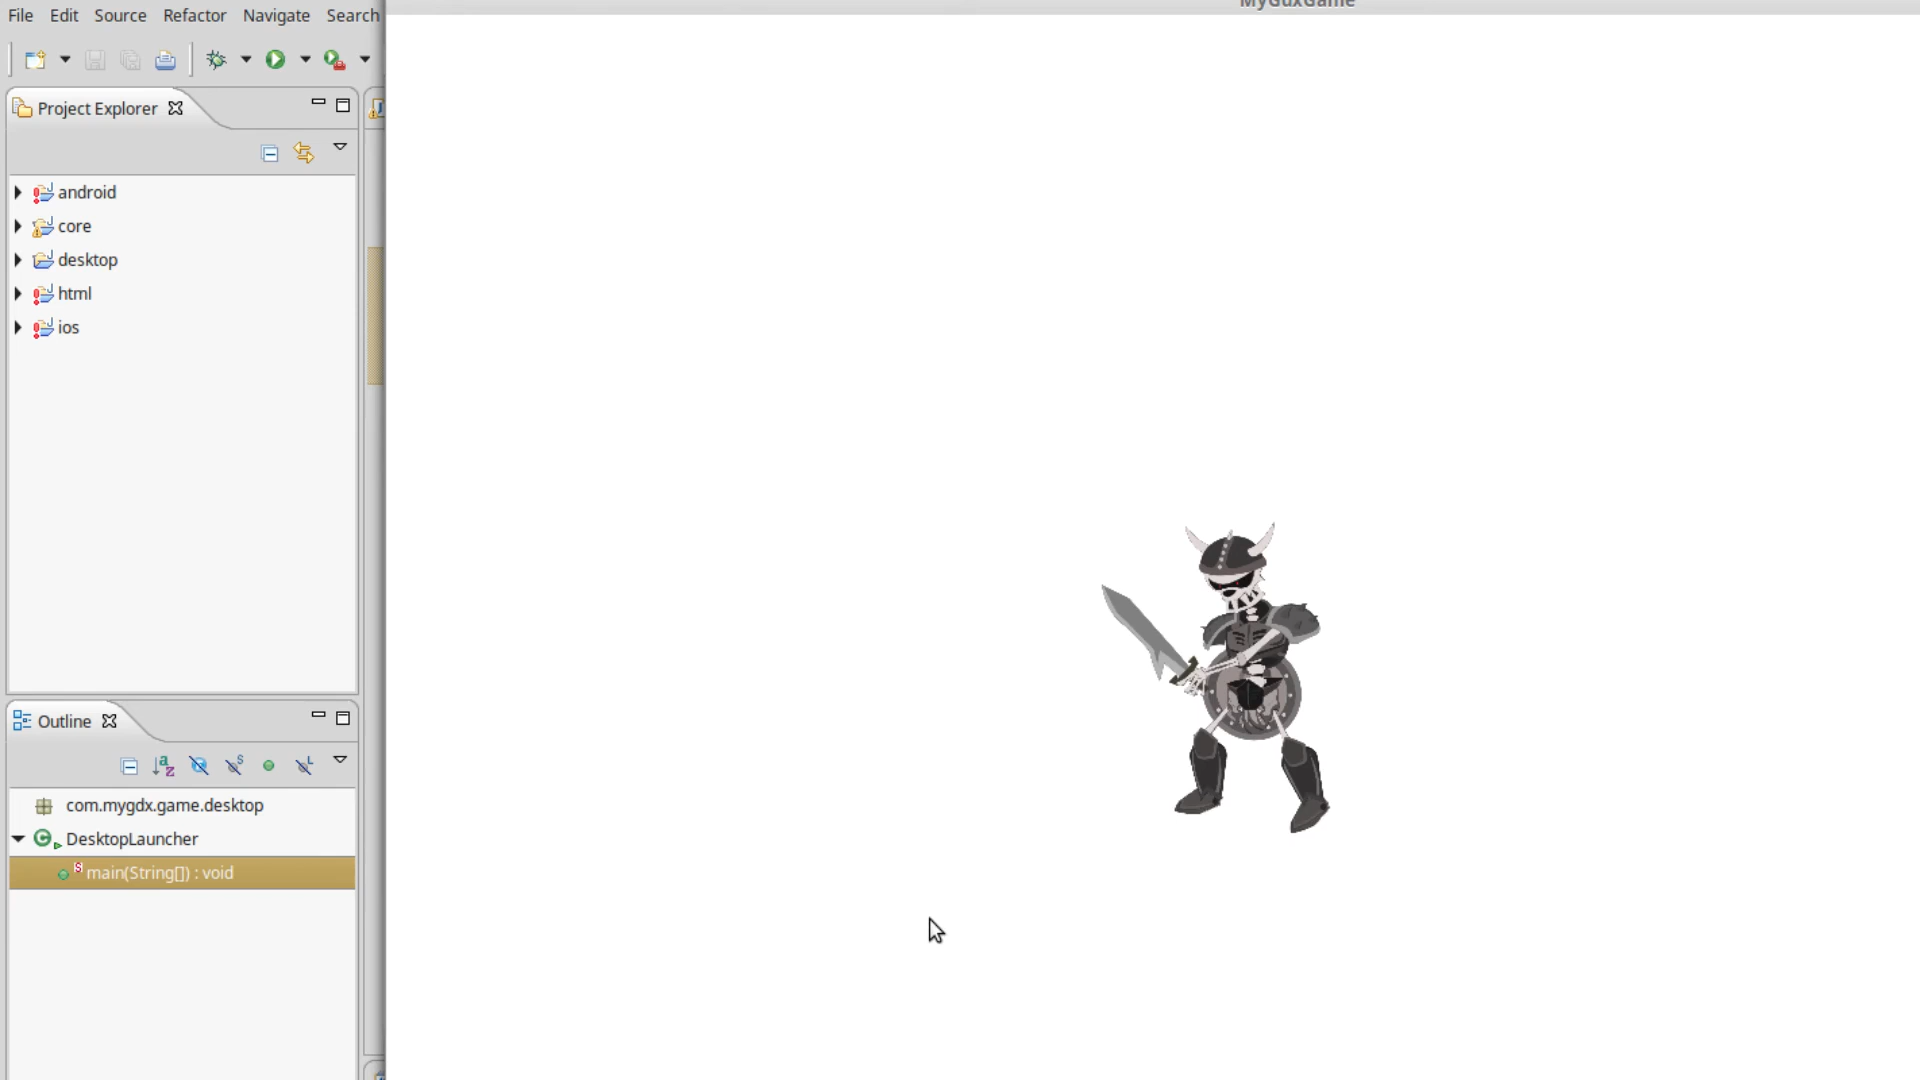 File Edit Source Refactor Navigate Search
MyGdxGame
Project Explorer
android
core
desktop
html
ios
Outline
com.mygdx.game.desktop
DesktopLauncher
main(String[]) : void